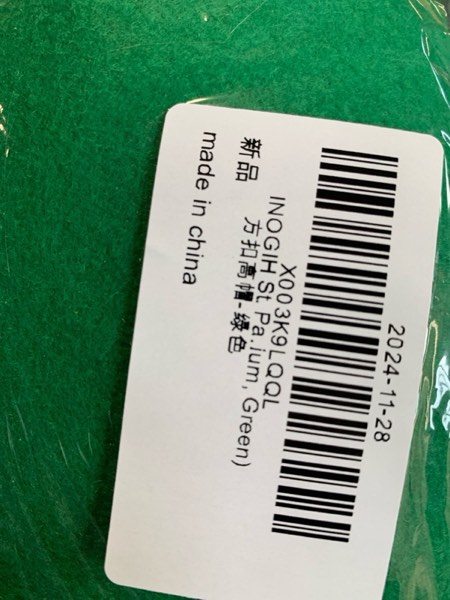 2024-11-28
X003K9LQQL
INOGIH St. Pa.ium, Green)
方扣高帽-绿色
新品
made in china